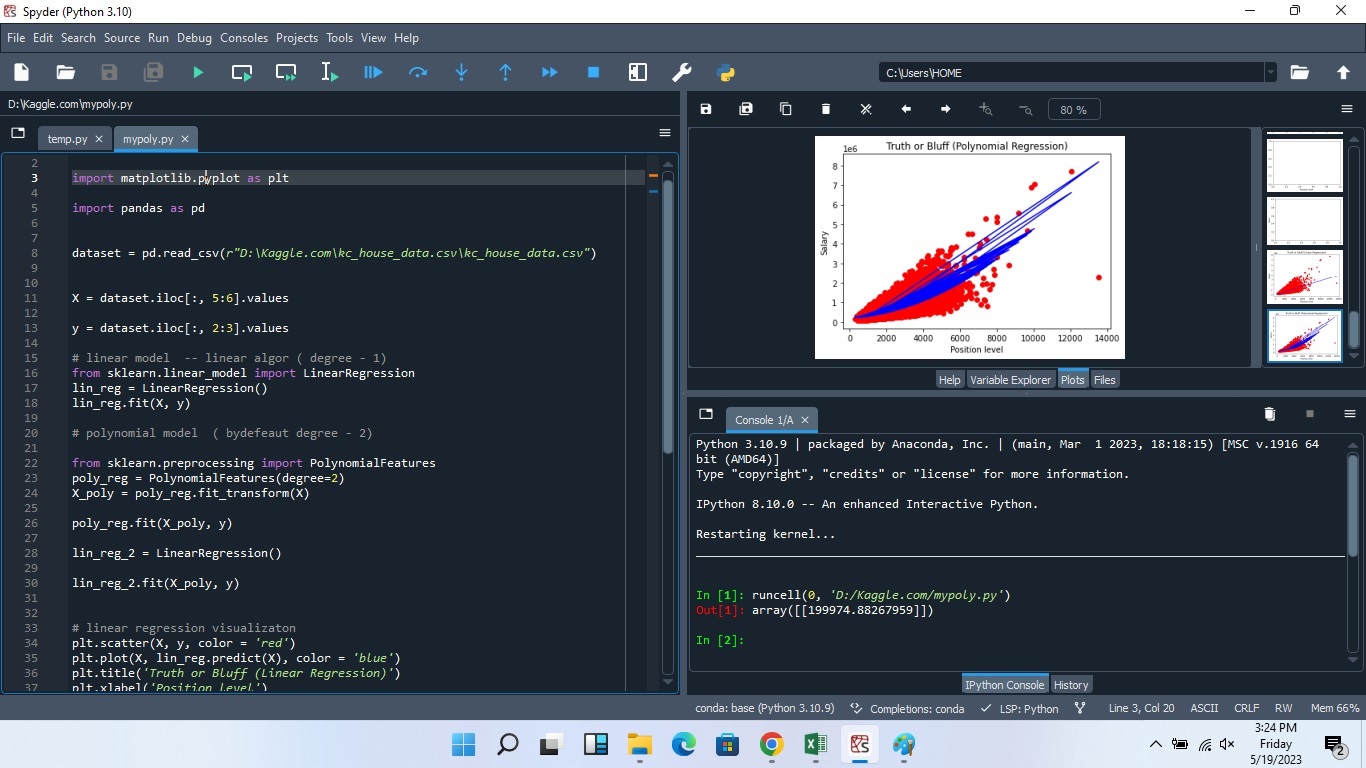 Spyder (Python 3.10)
File Edit Search Source Run Debug Consoles Projects Tools View Help
C:\Users\HOME
D:\Kaggle.com\mypoly.py
temp.py
mypoly.py
2
3 import matplotlib.pyplot as plt
4
5 import pandas as pd
6
7
8 dataset = pd.read_csv(r"D:\Kaggle.com\kc_house_data.csv\kc_house_data.csv")
9
10
11 X = dataset.iloc[:, 5:6].values
12
13 y = dataset.iloc[:, 2:3].values
14
15 # linear model  -- linear algor ( degree - 1)
16 from sklearn.linear_model import LinearRegression
17 lin_reg = LinearRegression()
18 lin_reg.fit(X, y)
19
20 # polynomial model  ( bydefeaut degree - 2)
21
22 from sklearn.preprocessing import PolynomialFeatures
23 poly_reg = PolynomialFeatures(degree=2)
24 X_poly = poly_reg.fit_transform(X)
25
26 poly_reg.fit(X_poly, y)
27
28 lin_reg_2 = LinearRegression()
29
30 lin_reg_2.fit(X_poly, y)
31
32
33 # linear regression visualizaton
34 plt.scatter(X, y, color = 'red')
35 plt.plot(X, lin_reg.predict(X), color = 'blue')
36 plt.title('Truth or Bluff (Linear Regression)')
37 plt.xlabel('Position level')
80 %
Truth or Bluff (Polynomial Regression)
1e6
8
7
6
5
4
3
2
1
0
Salary
0 2000 4000 6000 8000 10000 12000 14000
Position level
Help Variable Explorer Plots Files
Console 1/A
Python 3.10.9 | packaged by Anaconda, Inc. | (main, Mar  1 2023, 18:18:15) [MSC v.1916 64
bit (AMD64)]
Type "copyright", "credits" or "license" for more information.
IPython 8.10.0 -- An enhanced Interactive Python.
Restarting kernel...
In [1]: runcell(0, 'D:/Kaggle.com/mypoly.py')
Out[1]: array([[199974.88267959]])
In [2]:
IPython Console History
conda: base (Python 3.10.9) Completions: conda LSP: Python Line 3, Col 20 ASCII CRLF RW Mem 66%
3:24 PM
Friday
5/19/2023
2